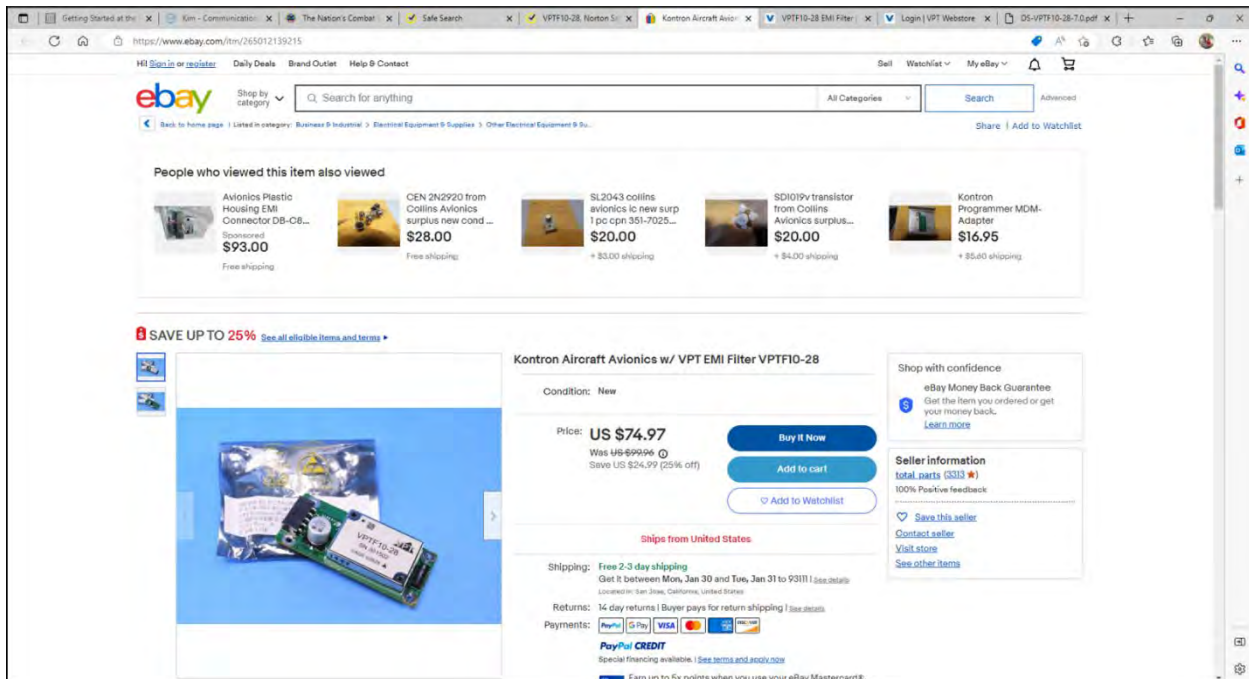 Getting Started at the
Kim - Communication
The Nation's Combat
Safe Search
VPTF10-28, Norton S
Kontron Aircraft Avion
VPTF10-28 EMI Filter
Login | VPT Webstore
DS-VPTF10-28-7.0.pdf
https://www.ebay.com/itm/265012139215
Hi! Sign in or register Daily Deals Brand Outlet Help & Contact
Sell Watchlist My eBay
ebay
Shop by category
Search for anything
All Categories
Search
Advanced
Back to home page | Listed in category: Business & Industrial > Electrical Equipment & Supplies > Other Electrical Equipment & Su...
Share | Add to Watchlist
People who viewed this item also viewed
Avionics Plastic
Housing EMI
Connector DB-C8...
Sponsored
$93.00
Free shipping
CEN 2N2920 from
Collins Avionics
surplus new cond ...
$28.00
Free shipping
SL2043 collins
avionics ic new surp
1 pc cpn 351-7025...
$20.00
+ $3.00 shipping
SD1019v transistor
from Collins
Avionics surplus...
$20.00
+ $4.00 shipping
Kontron
Programmer MDM-
Adapter
$16.95
+ $5.60 shipping
SAVE UP TO 25% See all eligible items and terms
Kontron Aircraft Avionics w/ VPT EMI Filter VPTF10-28
Condition: New
Price: US $74.97
Was US $99.96
Save US $24.99 (25% off)
Buy It Now
Add to cart
Add to Watchlist
Ships from United States
Shipping: Free 2-3 day shipping
Get it between Mon, Jan 30 and Tue, Jan 31 to 93111 | See details
Located in: San Jose, California, United States
Returns: 14 day returns | Buyer pays for return shipping | See details
Payments: PayPal G Pay VISA
PayPal CREDIT
Special financing available. | See terms and apply now
Earn up to 5x points when you use your eBay Mastercard®
Shop with confidence
eBay Money Back Guarantee
Get the item you ordered or get
your money back.
Learn more
Seller information
total_parts (3313)
100% Positive feedback
Save this seller
Contact seller
Visit store
See other items
VPTF10-28
VPT